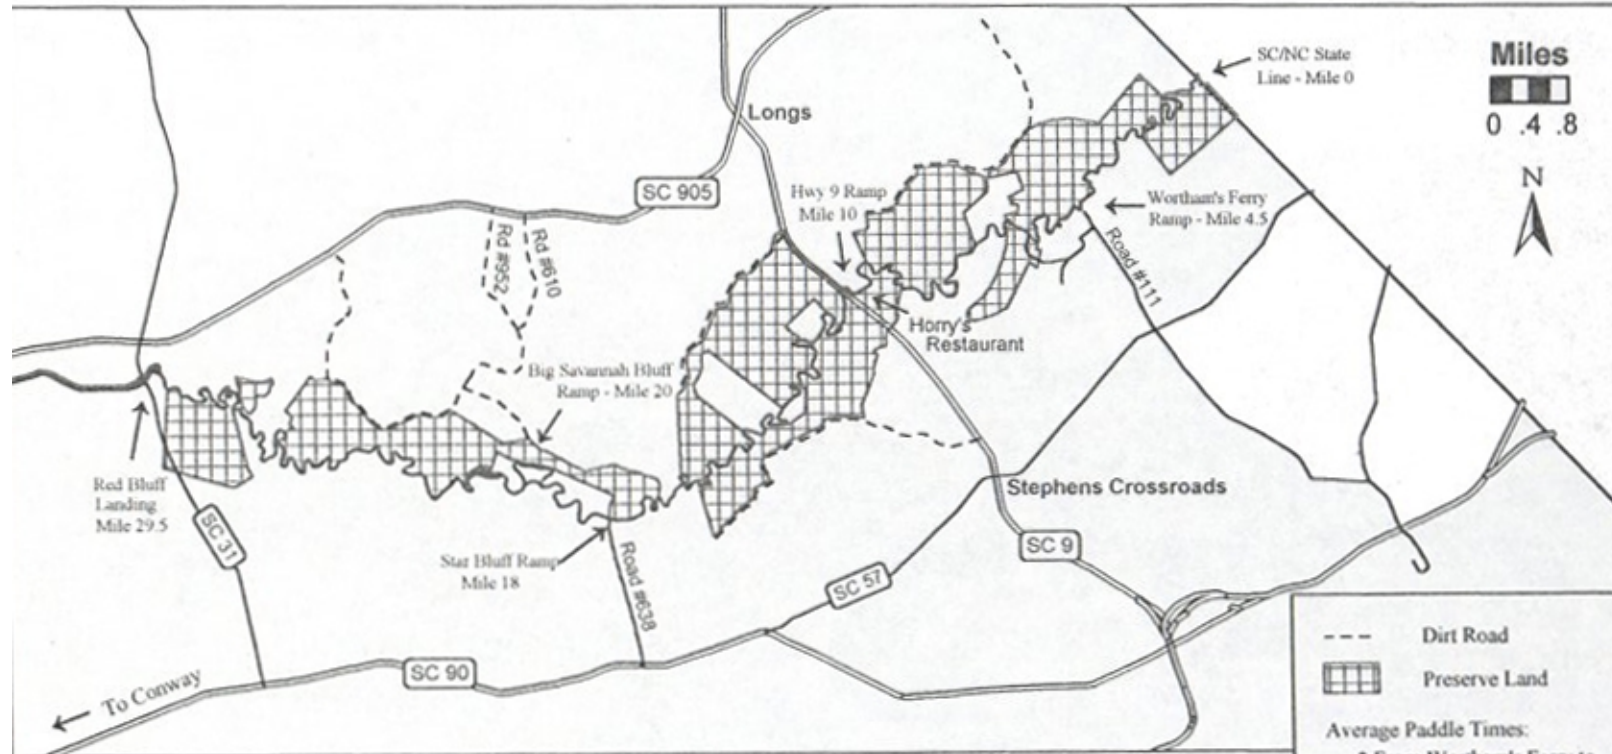 SC/NC State
Line - Mile 0
Miles
0 .4 .8
N
Longs
SC 905
Hwy 9 Ramp
Mile 10
Wortham's Ferry
Ramp - Mile 4.5
Road #111
Rd #952
Rd #610
Horry's
Restaurant
Big Savannah Bluff
Ramp - Mile 20
Red Bluff
Landing
Mile 29.5
SC 31
Star Bluff Ramp
Mile 18
Road #638
Stephens Crossroads
SC 9
SC 57
SC 90
To Conway
Dirt Road
Preserve Land
Average Paddle Times: